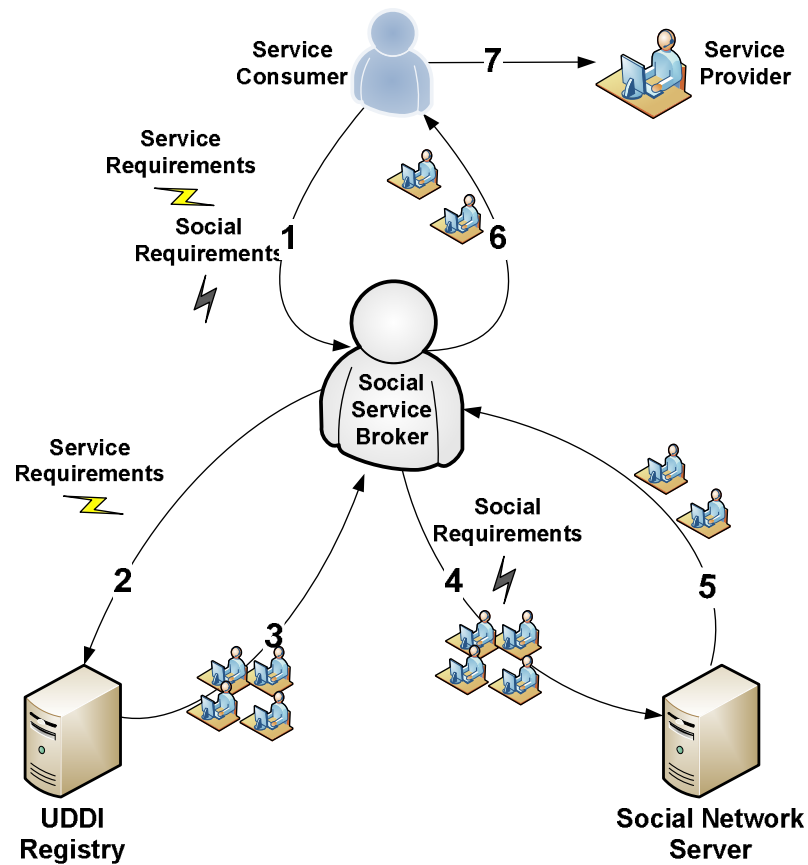 Service
Consumer
7
Service
Provider
Service
Requirements
Social
Requirements
1
6
Social
Service
Broker
Service
Requirements
Social
Requirements
2
3
4
5
UDDI
Registry
Social Network
Server